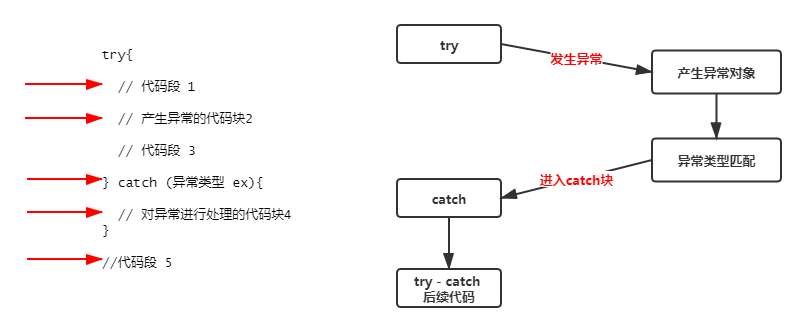 try{
// 代码段 1
// 产生异常的代码块2
// 代码段 3
} catch (异常类型 ex){
// 对异常进行处理的代码块4
}
//代码段 5
try
发生异常
产生异常对象
异常类型匹配
进入catch块
catch
try - catch
后续代码